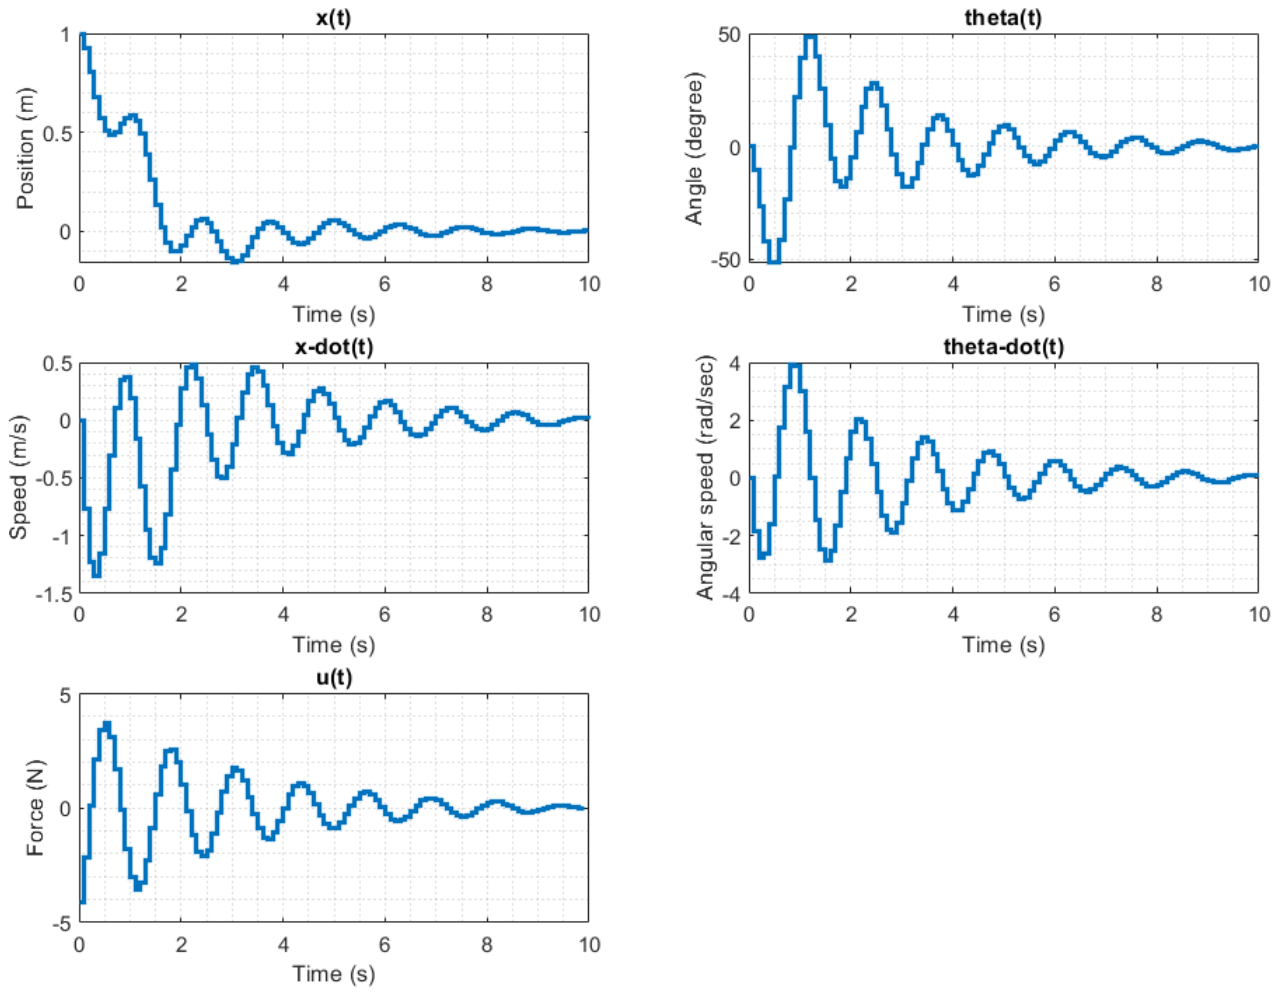 x(t)
1
0.5
0
Position (m)
0 2 4 6 8 10
Time (s)
theta(t)
50
0
-50
Angle (degree)
0 2 4 6 8 10
Time (s)
x-dot(t)
0.5
0
-0.5
-1
-1.5
Speed (m/s)
0 2 4 6 8 10
Time (s)
theta-dot(t)
4
2
0
-2
-4
Angular speed (rad/sec)
0 2 4 6 8 10
Time (s)
u(t)
5
0
-5
Force (N)
0 2 4 6 8 10
Time (s)